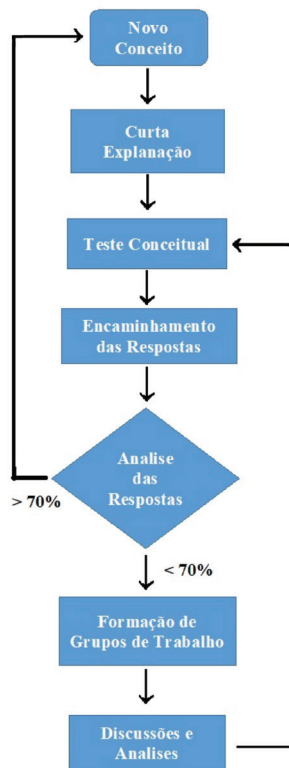 Novo
Conceito
Curta
Explanação
Teste Conceitual
Encaminhamento
das Respostas
Analise
das
Respostas
> 70%
< 70%
Formação de
Grupos de Trabalho
Discussões e
Analises